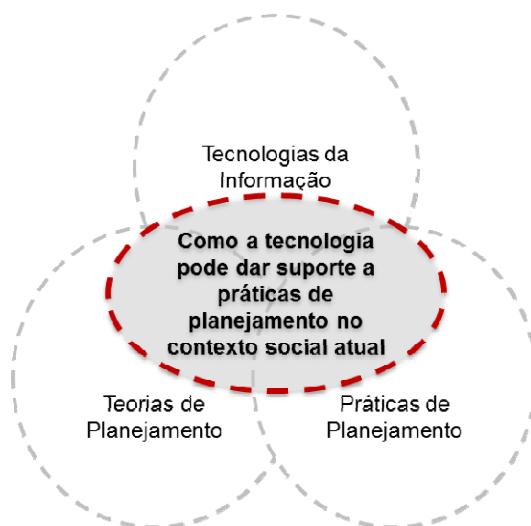 Tecnologias da
Informação
Como a tecnologia
pode dar suporte a
práticas de
planejamento no
contexto social atual
Teorias de
Planejamento
Práticas de
Planejamento